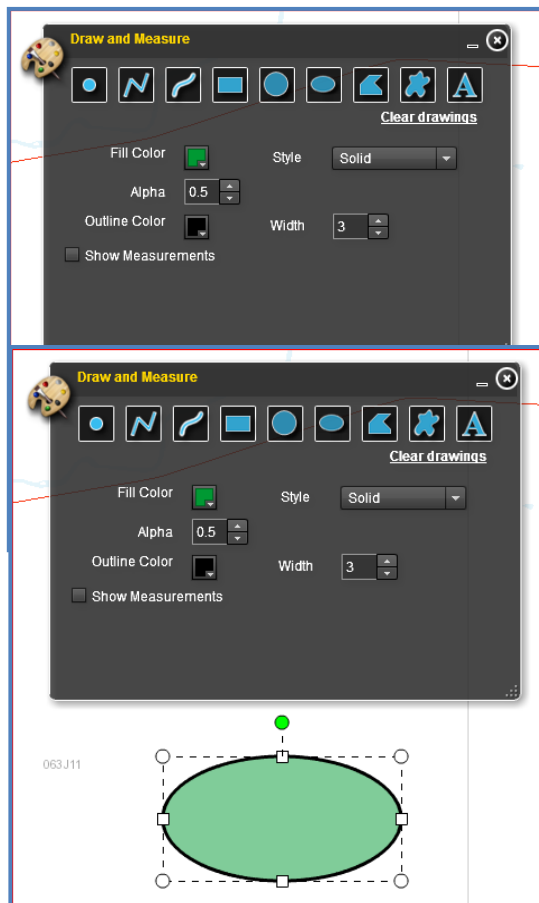 Draw and Measure
A
Clear drawings
Fill Color Style Solid
Alpha 0.5
Outline Color Width 3
Show Measurements
Draw and Measure
A
Clear drawings
Fill Color Style Solid
Alpha 0.5
Outline Color Width 3
Show Measurements
063J11